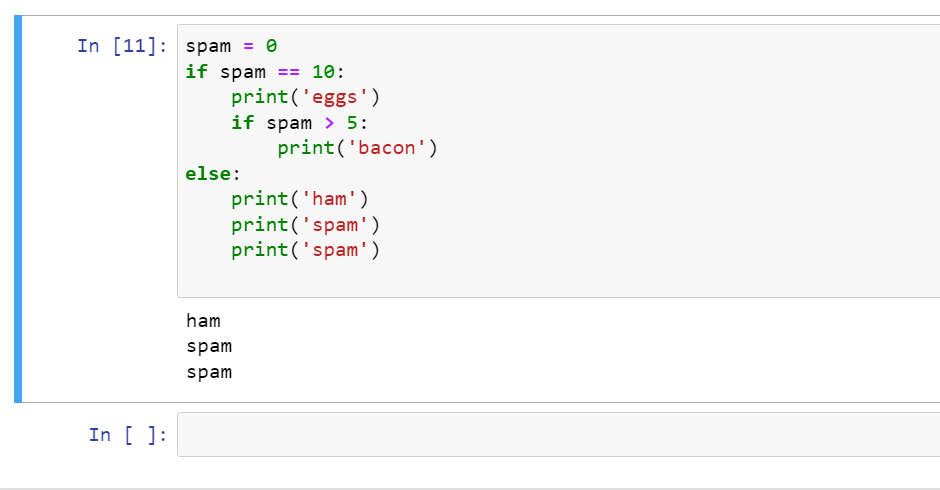 In [11]: spam = 0
if spam == 10:
    print('eggs')
    if spam > 5:
        print('bacon')
else:
    print('ham')
    print('spam')
    print('spam')
ham
spam
spam
In [ ]: